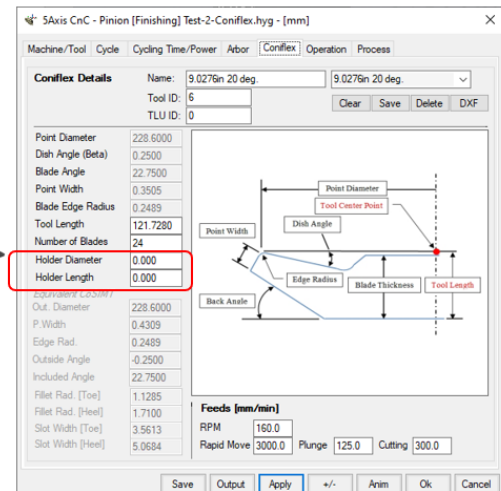 5Axis CnC - Pinion [Finishing] Test-2-Coniflex.hyg - [mm]
Machine/Tool Cycle Cycling Time/Power Arbor Coniflex Operation Process
Coniflex Details Name: 9.0276in 20 deg. 9.0276in 20 deg.
Tool ID: 6 Clear Save Delete DXF
TLU ID: 0
Point Diameter 228.6000
Dish Angle (Beta) 0.2500
Blade Angle 22.7500
Point Width 0.3505
Blade Edge Radius 0.2489
Tool Length 121.7280
Number of Blades 24
Holder Diameter 0.000
Holder Length 0.000
Equivalent CoSIMT
Out. Diameter 228.6000
P.Width 0.4309
Edge Rad. 0.2489
Outside Angle -0.2500
Included Angle 22.7500
Fillet Rad. [Toe] 1.1285
Fillet Rad. [Heel] 1.7100
Slot Width [Toe] 3.5613
Slot Width [Heel] 5.0684
Point Diameter
Tool Center Point
Dish Angle
Point Width
Edge Radius
Blade Thickness
Tool Length
Back Angle
Feeds [mm/min]
RPM 160.0
Rapid Move 3000.0 Plunge 125.0 Cutting 300.0
Save Output Apply +/- Anim Ok Cancel